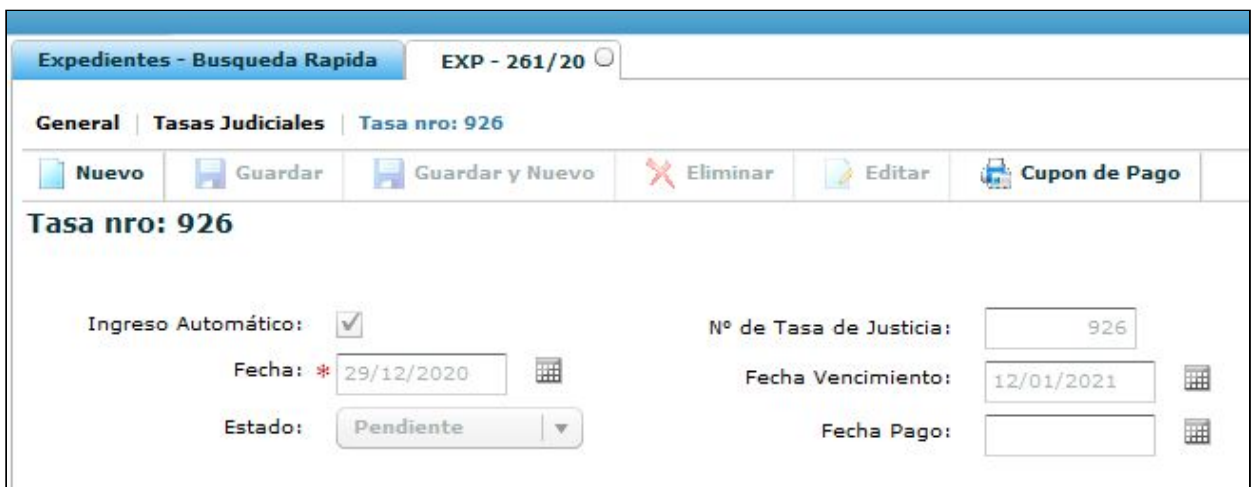 Expedientes - Busqueda Rapida EXP - 261/20
General | Tasas Judiciales | Tasa nro: 926
Nuevo Guardar Guardar y Nuevo Eliminar Editar Cupon de Pago
Tasa nro: 926
Ingreso Automático: Nº de Tasa de Justicia: 926
Fecha: * 29/12/2020 Fecha Vencimiento: 12/01/2021
Estado: Pendiente Fecha Pago: